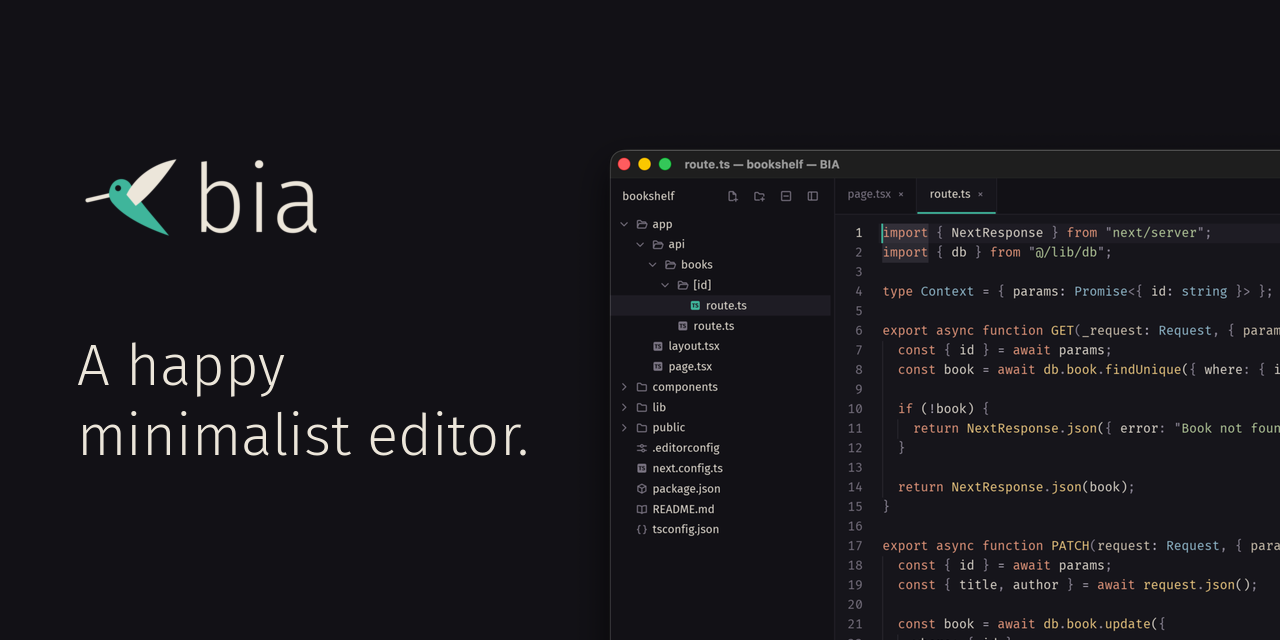 bia
A happy
minimalist editor.
route.ts — bookshelf — BIA
bookshelf
app
api
books
[id]
route.ts
route.ts
layout.tsx
page.tsx
components
lib
public
.editorconfig
next.config.ts
package.json
README.md
tsconfig.json
page.tsx ×
route.ts ×
1 import { NextResponse } from "next/server";
2 import { db } from "@/lib/db";
3
4 type Context = { params: Promise<{ id: string }> };
5
6 export async function GET(_request: Request, { param
7 const { id } = await params;
8 const book = await db.book.findUnique({ where: { i
9
10 if (!book) {
11 return NextResponse.json({ error: "Book not foun
12 }
13
14 return NextResponse.json(book);
15 }
16
17 export async function PATCH(request: Request, { para
18 const { id } = await params;
19 const { title, author } = await request.json();
20
21 const book = await db.book.update({